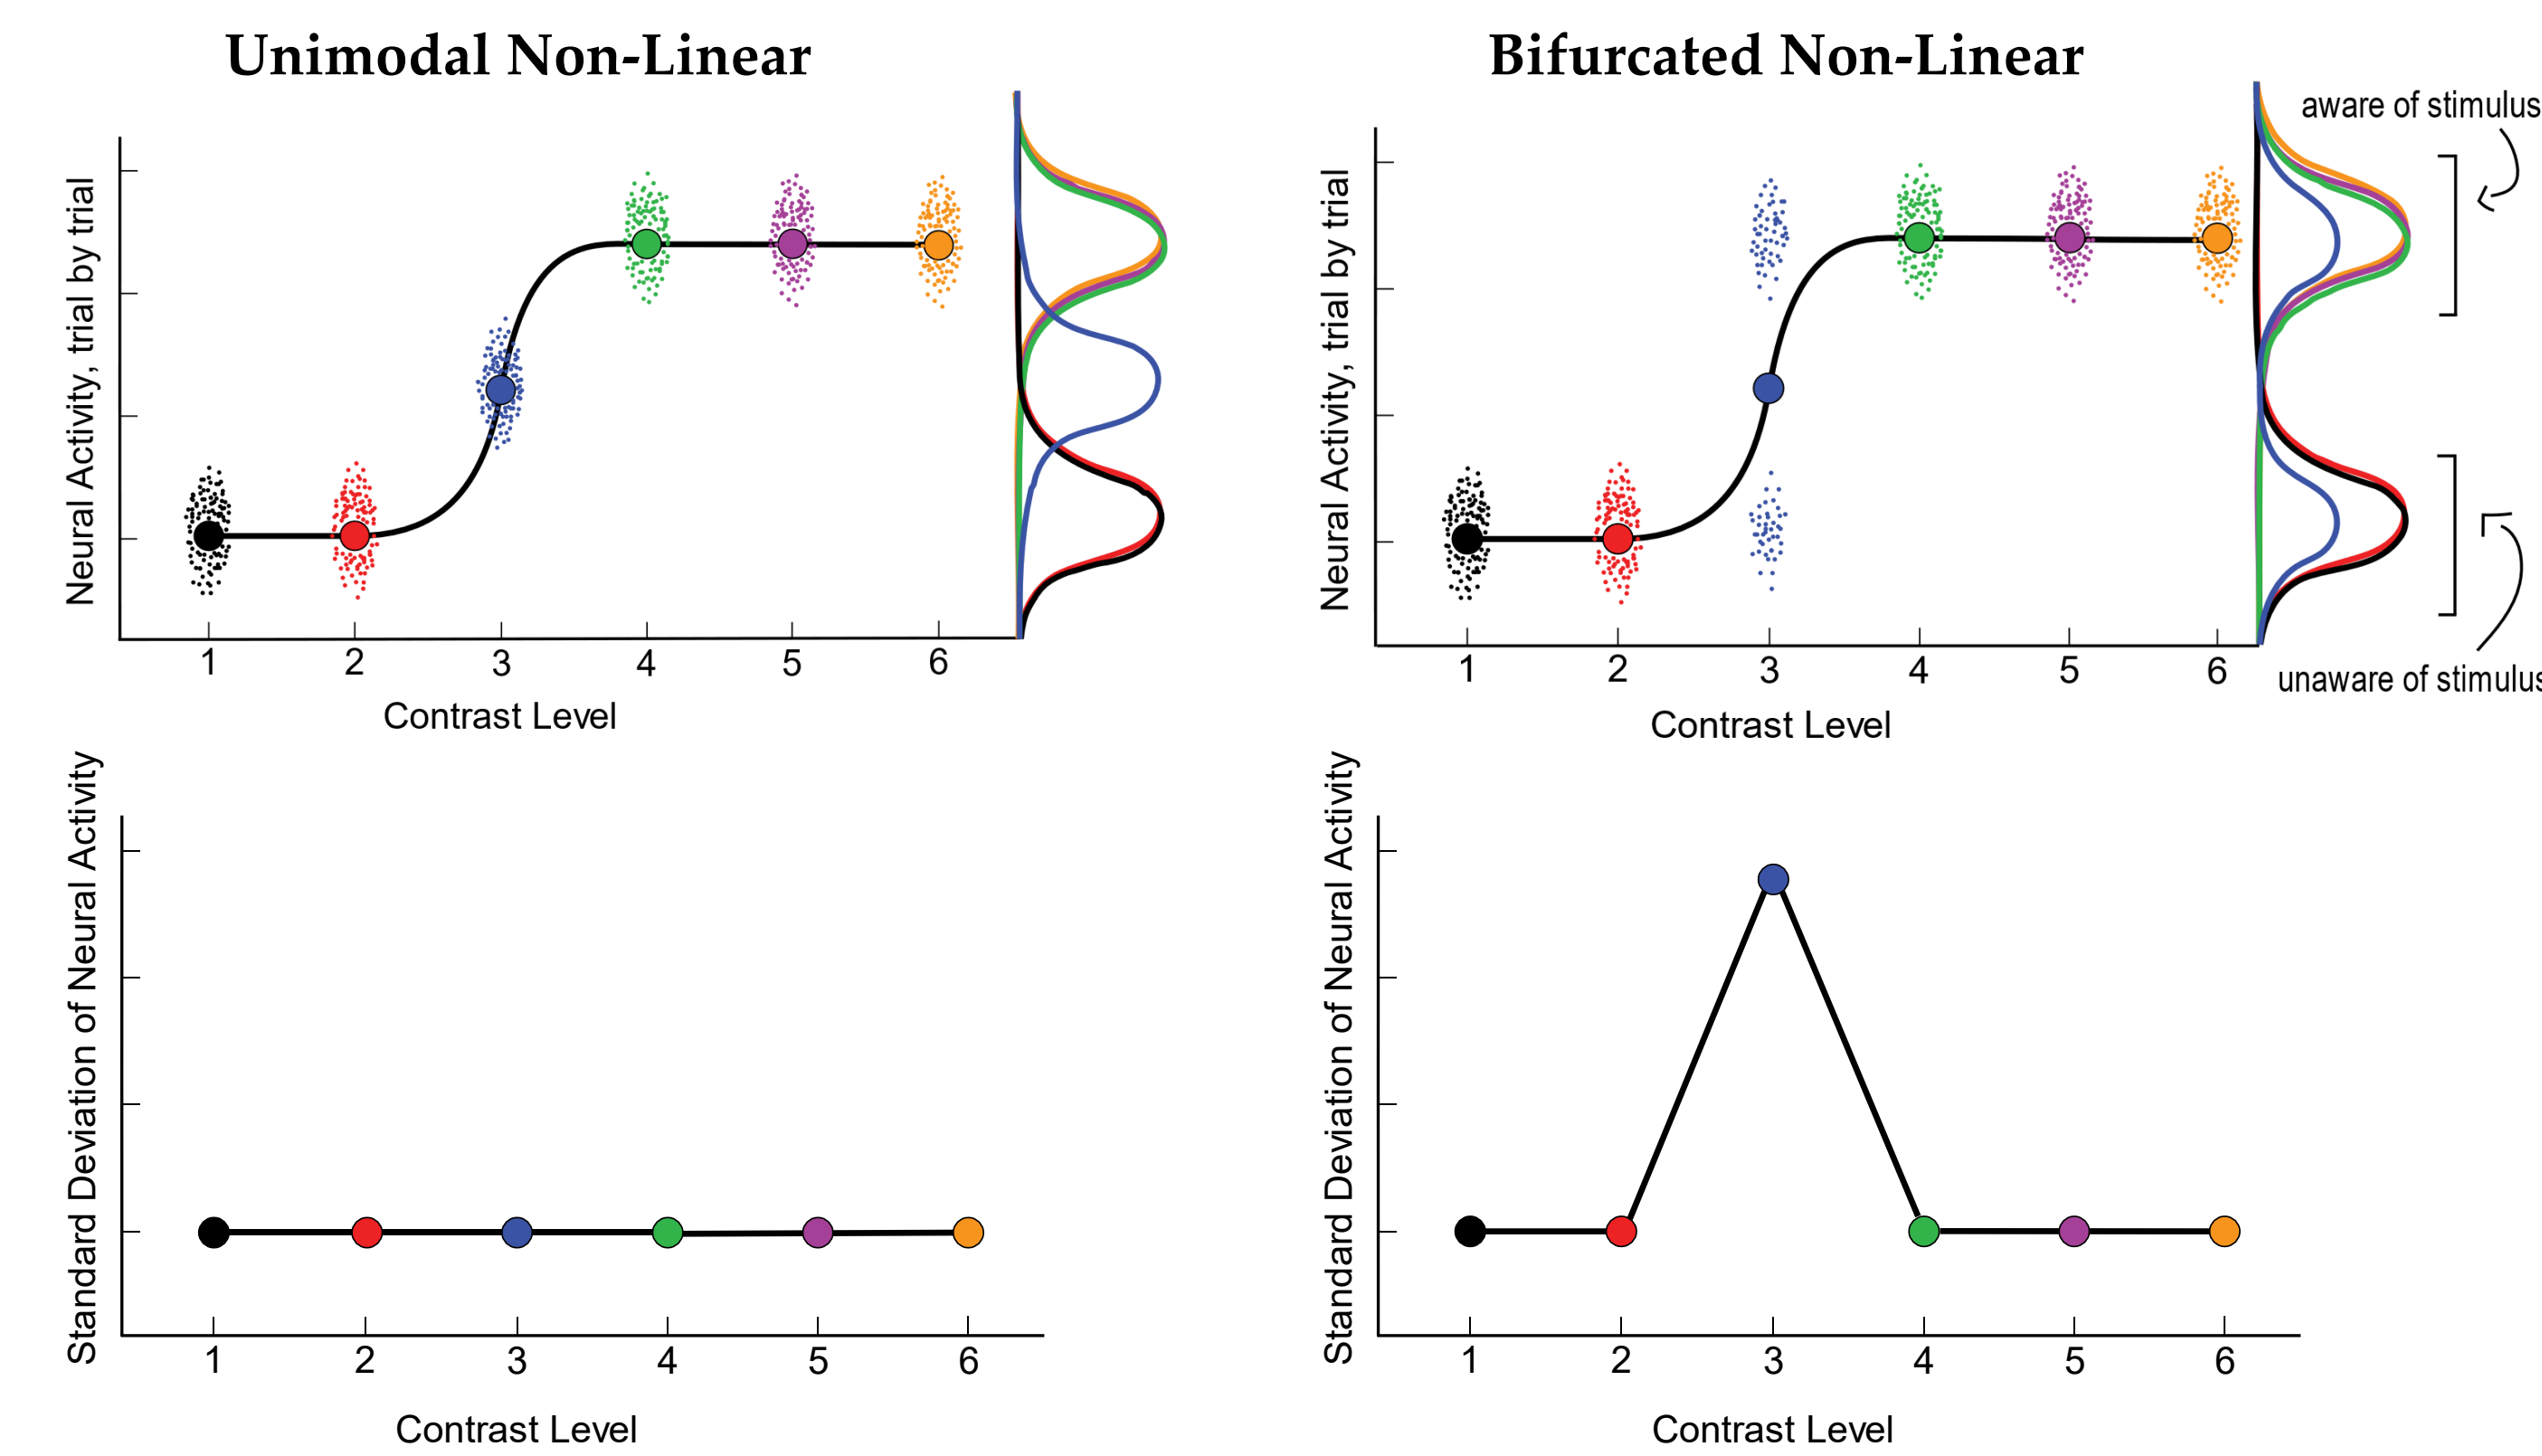 Unimodal Non-Linear
Neural Activity, trial by trial
1 2 3 4 5 6
Contrast Level
Bifurcated Non-Linear
aware of stimulus
Neural Activity, trial by trial
1 2 3 4 5 6
unaware of stimulus
Contrast Level
Standard Deviation of Neural Activity
1 2 3 4 5 6
Contrast Level
Standard Deviation of Neural Activity
1 2 3 4 5 6
Contrast Level